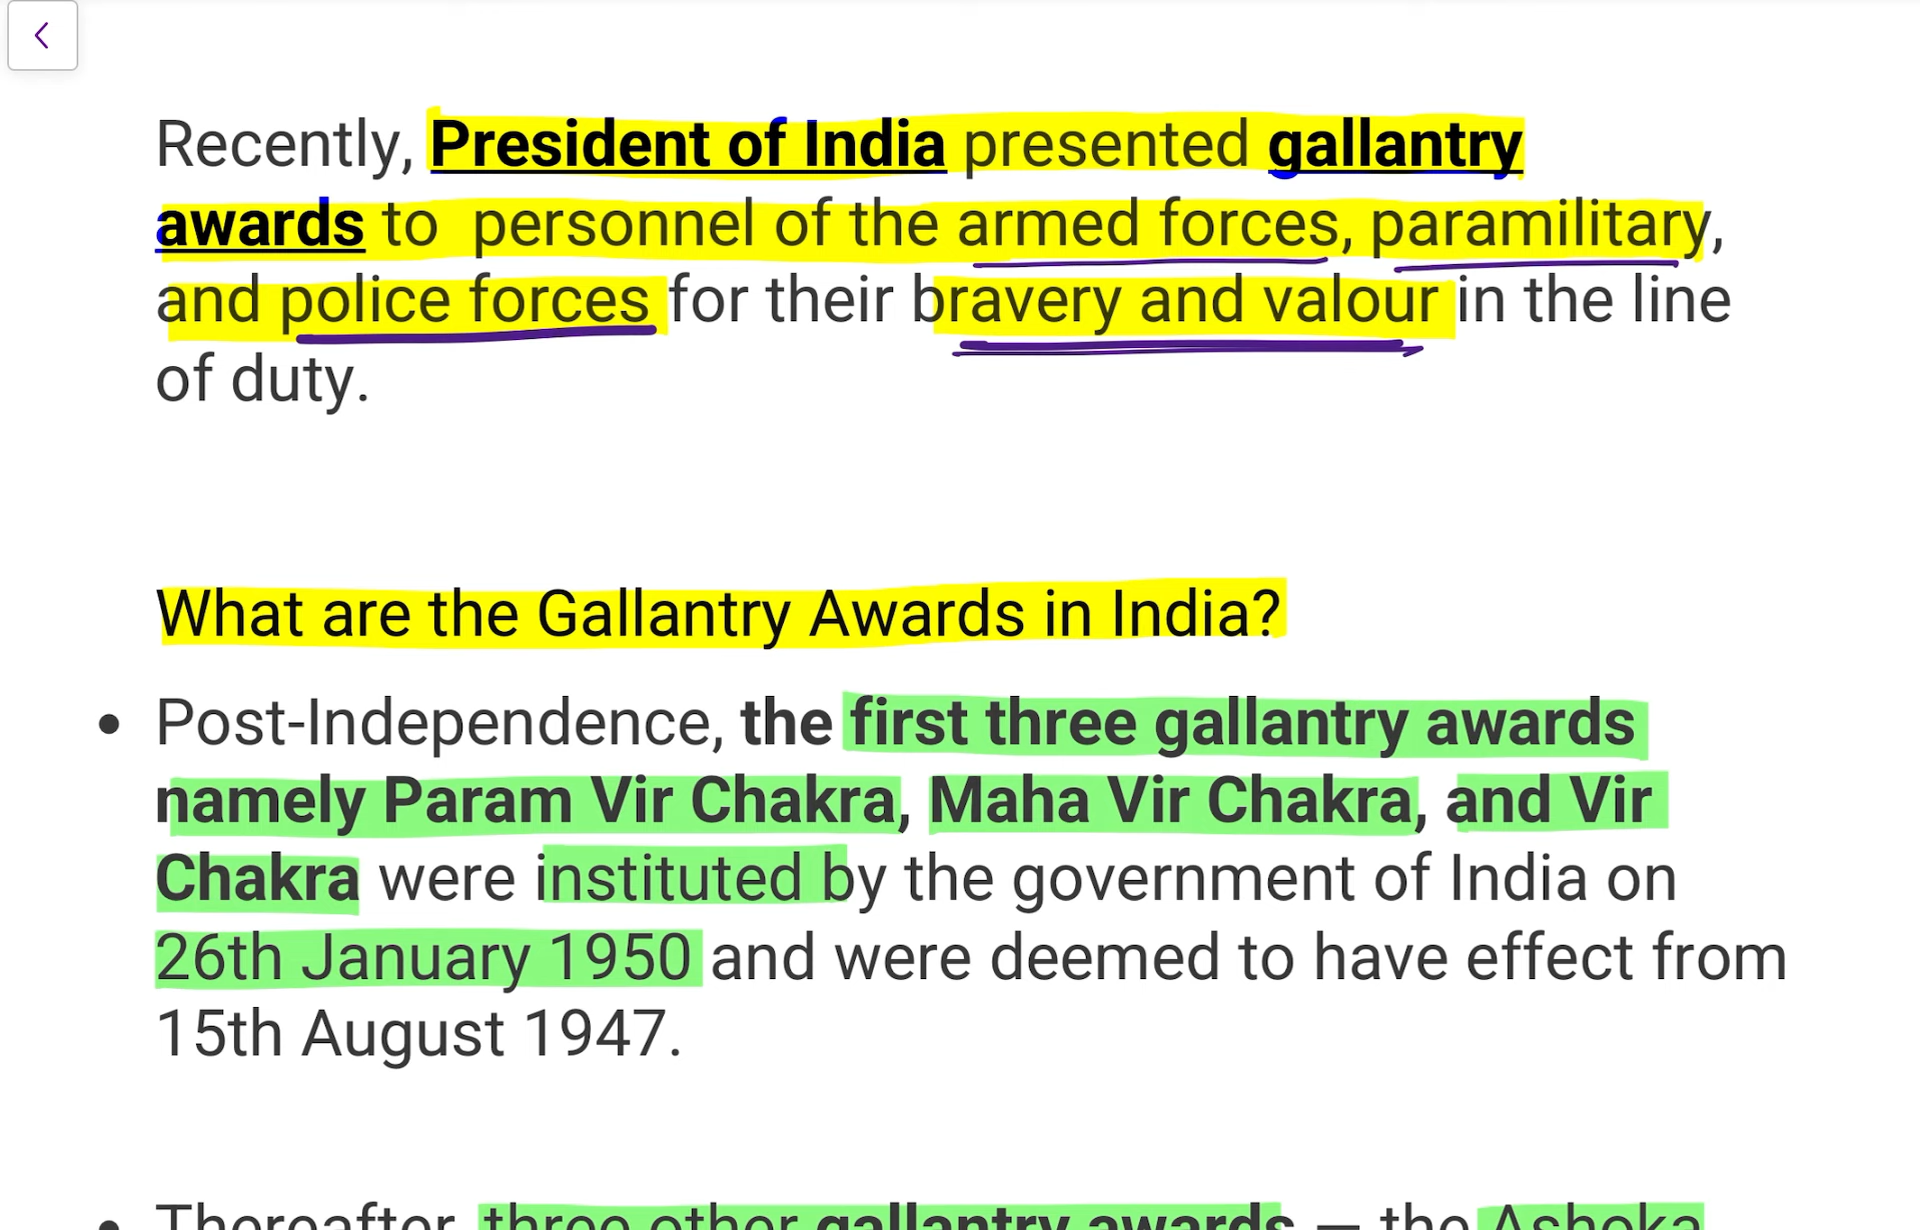 Recently, President of India presented gallantry
awards to personnel of the armed forces, paramilitary,
and police forces for their bravery and valour in the line
of duty.
What are the Gallantry Awards in India?
• Post-Independence, the first three gallantry awards
namely Param Vir Chakra, Maha Vir Chakra, and Vir
Chakra were instituted by the government of India on
26th January 1950 and were deemed to have effect from
15th August 1947.
• Thereafter, three other gallantry awards — the Ashoka